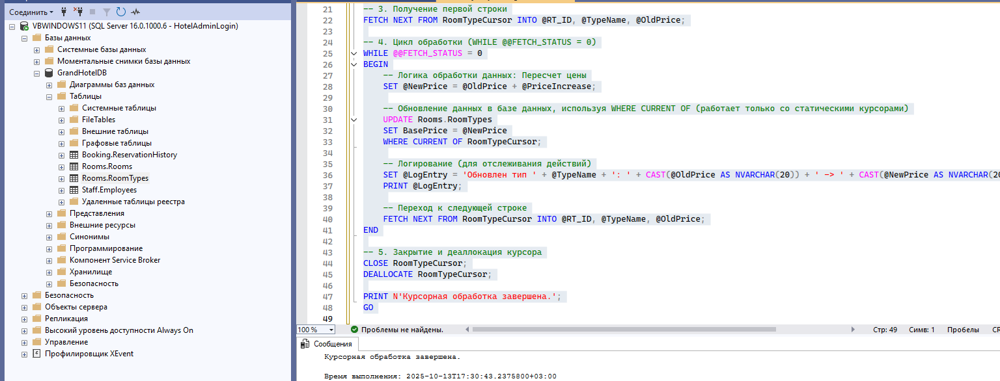 Соединить
VBWINDOWS11 (SQL Server 16.0.1000.6 - HotelAdminLogin)
Базы данных
Системные базы данных
Моментальные снимки базы данных
GrandHotelDB
Диаграммы баз данных
Таблицы
Системные таблицы
FileTables
Внешние таблицы
Графовые таблицы
Booking.ReservationHistory
Rooms.Rooms
Rooms.RoomTypes
Staff.Employees
Удаленные таблицы реестра
Представления
Внешние ресурсы
Синонимы
Программирование
Компонент Service Broker
Хранилище
Безопасность
Безопасность
Объекты сервера
Репликация
Высокий уровень доступности Always On
Управление
Профилировщик XEvent
21 -- 3. Получение первой строки
22 FETCH NEXT FROM RoomTypeCursor INTO @RT_ID, @TypeName, @OldPrice;
23
24 -- 4. Цикл обработки (WHILE @@FETCH_STATUS = 0)
25 WHILE @@FETCH_STATUS = 0
26 BEGIN
27 -- Логика обработки данных: Пересчет цены
28 SET @NewPrice = @OldPrice + @PriceIncrease;
29
30 -- Обновление данных в базе данных, используя WHERE CURRENT OF (работает только со статическими курсорами)
31 UPDATE Rooms.RoomTypes
32 SET BasePrice = @NewPrice
33 WHERE CURRENT OF RoomTypeCursor;
34
35 -- Логирование (для отслеживания действий)
36 SET @LogEntry = 'Обновлен тип ' + @TypeName + ': ' + CAST(@OldPrice AS NVARCHAR(20)) + ' -> ' + CAST(@NewPrice AS NVARCHAR(20
37 PRINT @LogEntry;
38
39 -- Переход к следующей строке
40 FETCH NEXT FROM RoomTypeCursor INTO @RT_ID, @TypeName, @OldPrice;
41 END
42
43 -- 5. Закрытие и деаллокация курсора
44 CLOSE RoomTypeCursor;
45 DEALLOCATE RoomTypeCursor;
46
47 PRINT N'Курсорная обработка завершена.';
48 GO
49
100 % Проблемы не найдены. Стр: 49 Симв: 1 Пробелы CR
Сообщения
Курсорная обработка завершена.
Время выполнения: 2025-10-13T17:30:43.2375800+03:00